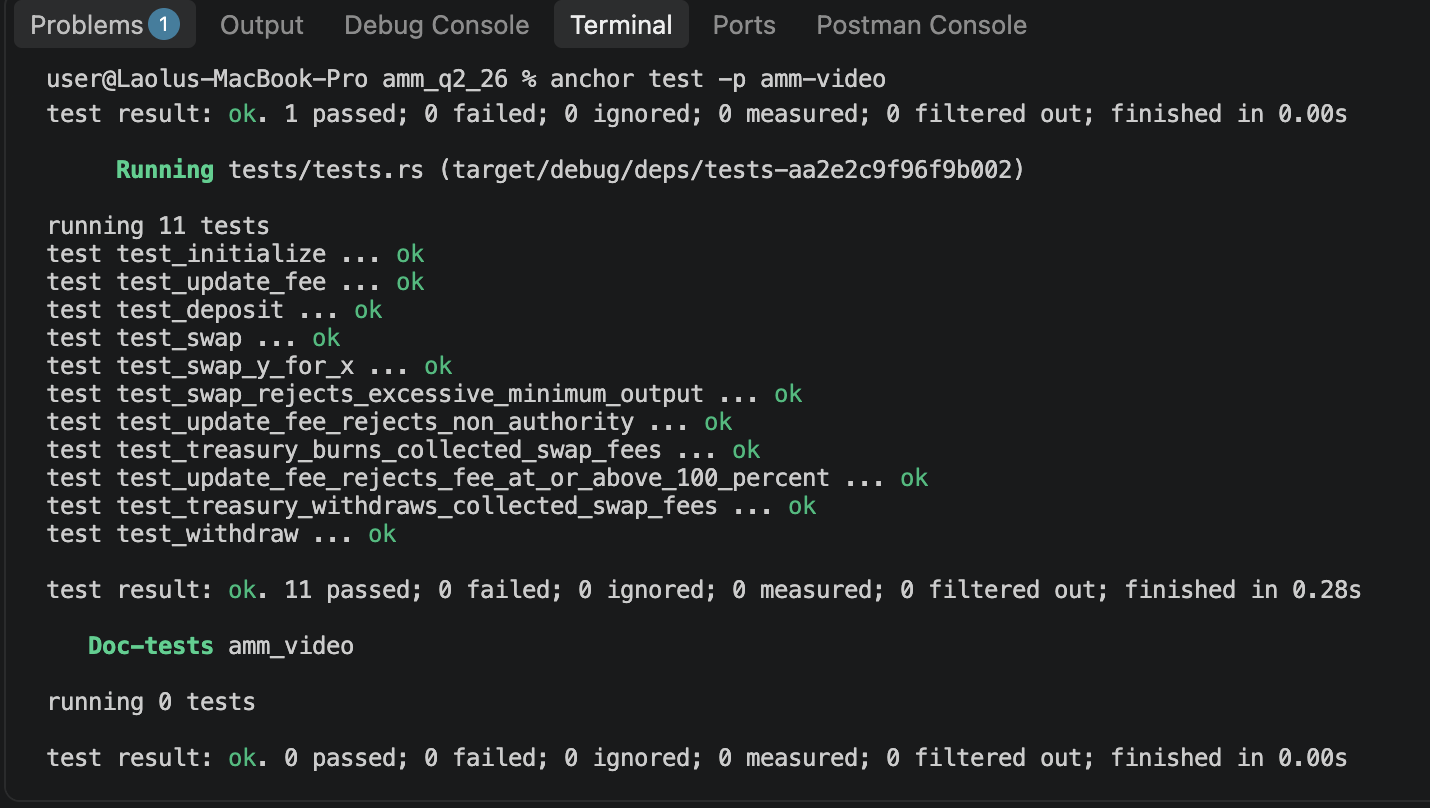 Problems 1 Output Debug Console Terminal Ports Postman Console
user@Laolus-MacBook-Pro amm_q2_26 % anchor test -p amm-video
test result: ok. 1 passed; 0 failed; 0 ignored; 0 measured; 0 filtered out; finished in 0.00s
Running tests/tests.rs (target/debug/deps/tests-aa2e2c9f96f9b002)
running 11 tests
test test_initialize ... ok
test test_update_fee ... ok
test test_deposit ... ok
test test_swap ... ok
test test_swap_y_for_x ... ok
test test_swap_rejects_excessive_minimum_output ... ok
test test_update_fee_rejects_non_authority ... ok
test test_treasury_burns_collected_swap_fees ... ok
test test_update_fee_rejects_fee_at_or_above_100_percent ... ok
test test_treasury_withdraws_collected_swap_fees ... ok
test test_withdraw ... ok
test result: ok. 11 passed; 0 failed; 0 ignored; 0 measured; 0 filtered out; finished in 0.28s
Doc-tests amm_video
running 0 tests
test result: ok. 0 passed; 0 failed; 0 ignored; 0 measured; 0 filtered out; finished in 0.00s